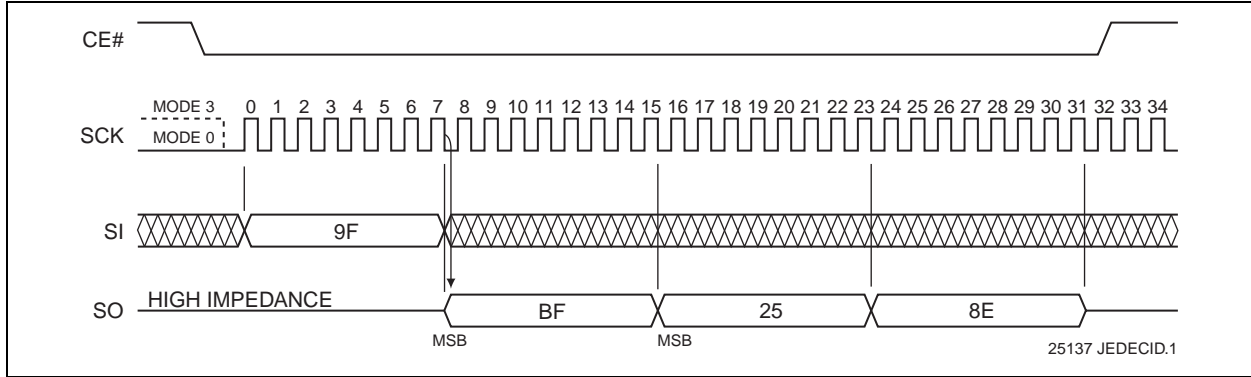 CE#
MODE 3
0 1 2 3 4 5 6 7 8 9 10 11 12 13 14 15 16 17 18 19 20 21 22 23 24 25 26 27 28 29 30 31 32 33 34
SCK
MODE 0
SI
9F
SO
HIGH IMPEDANCE
BF
25
8E
MSB
MSB
25137 JEDECID.1